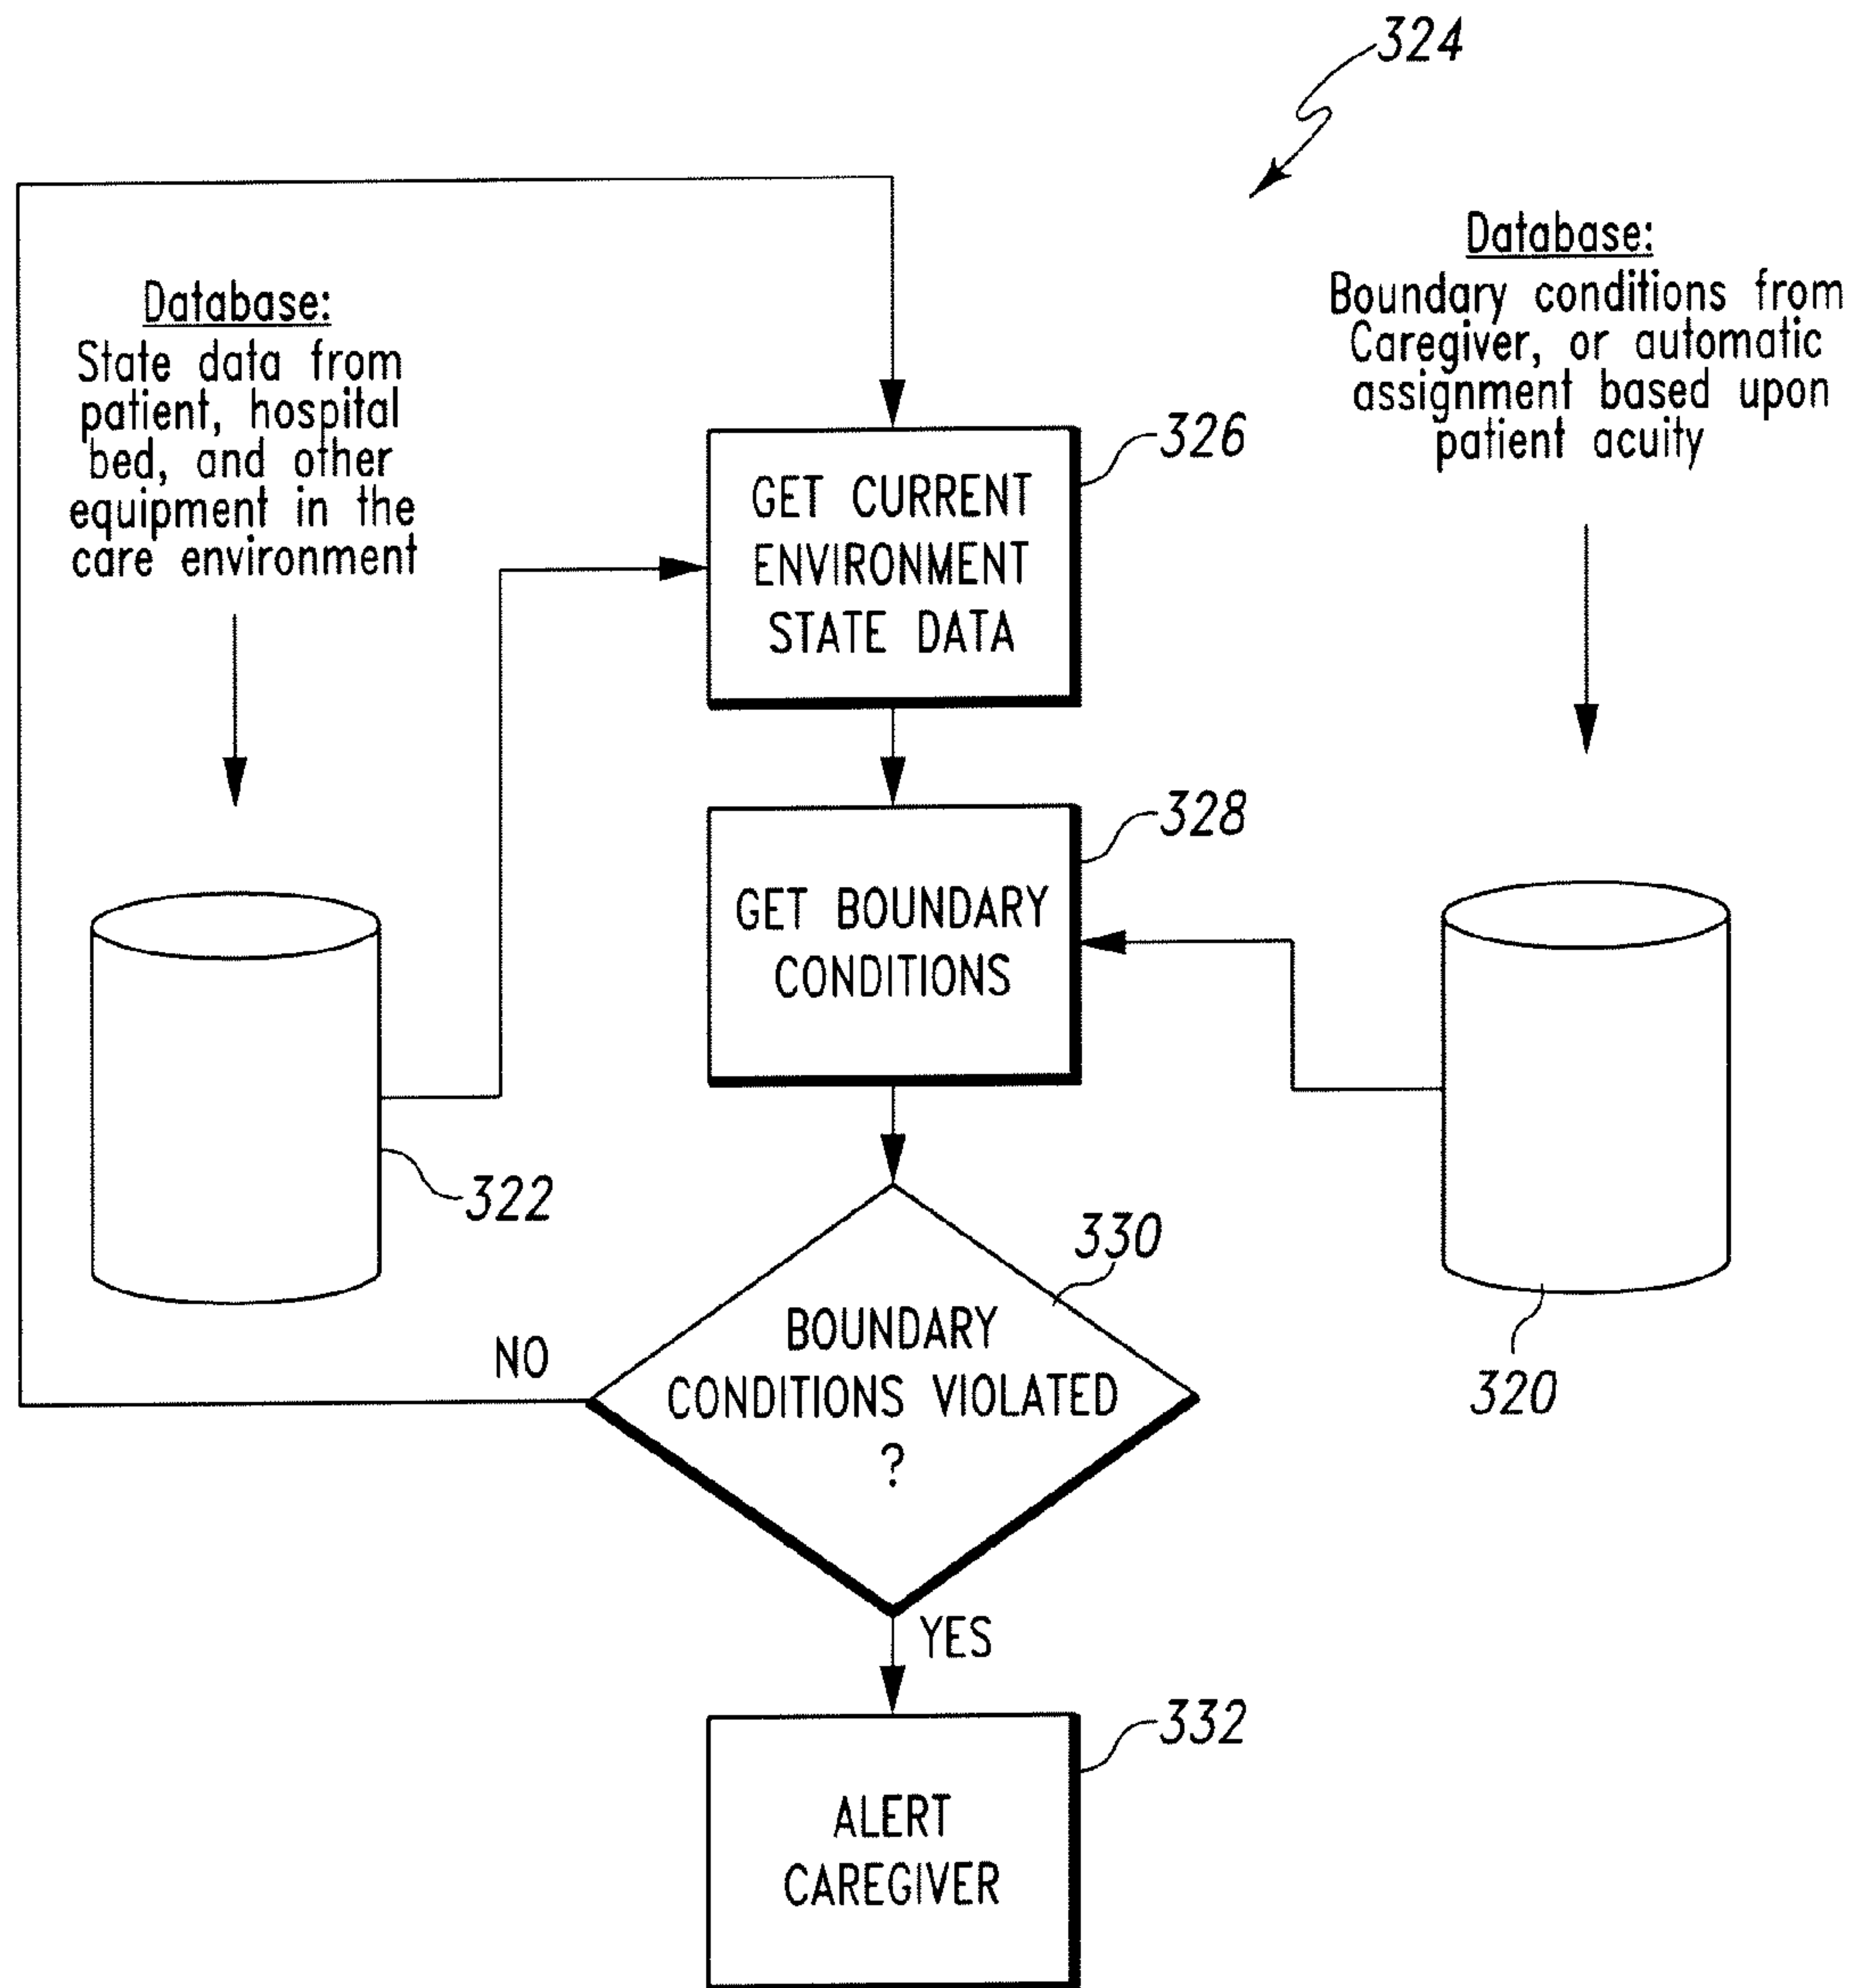 324
Database:
State data from
patient, hospital
bed, and other
equipment in the
care environment
Database:
Boundary conditions from
Caregiver, or automatic
assignment based upon
patient acuity
GET CURRENT
ENVIRONMENT
STATE DATA
326
GET BOUNDARY
CONDITIONS
328
322
320
BOUNDARY
CONDITIONS VIOLATED
?
330
NO
YES
ALERT
CAREGIVER
332